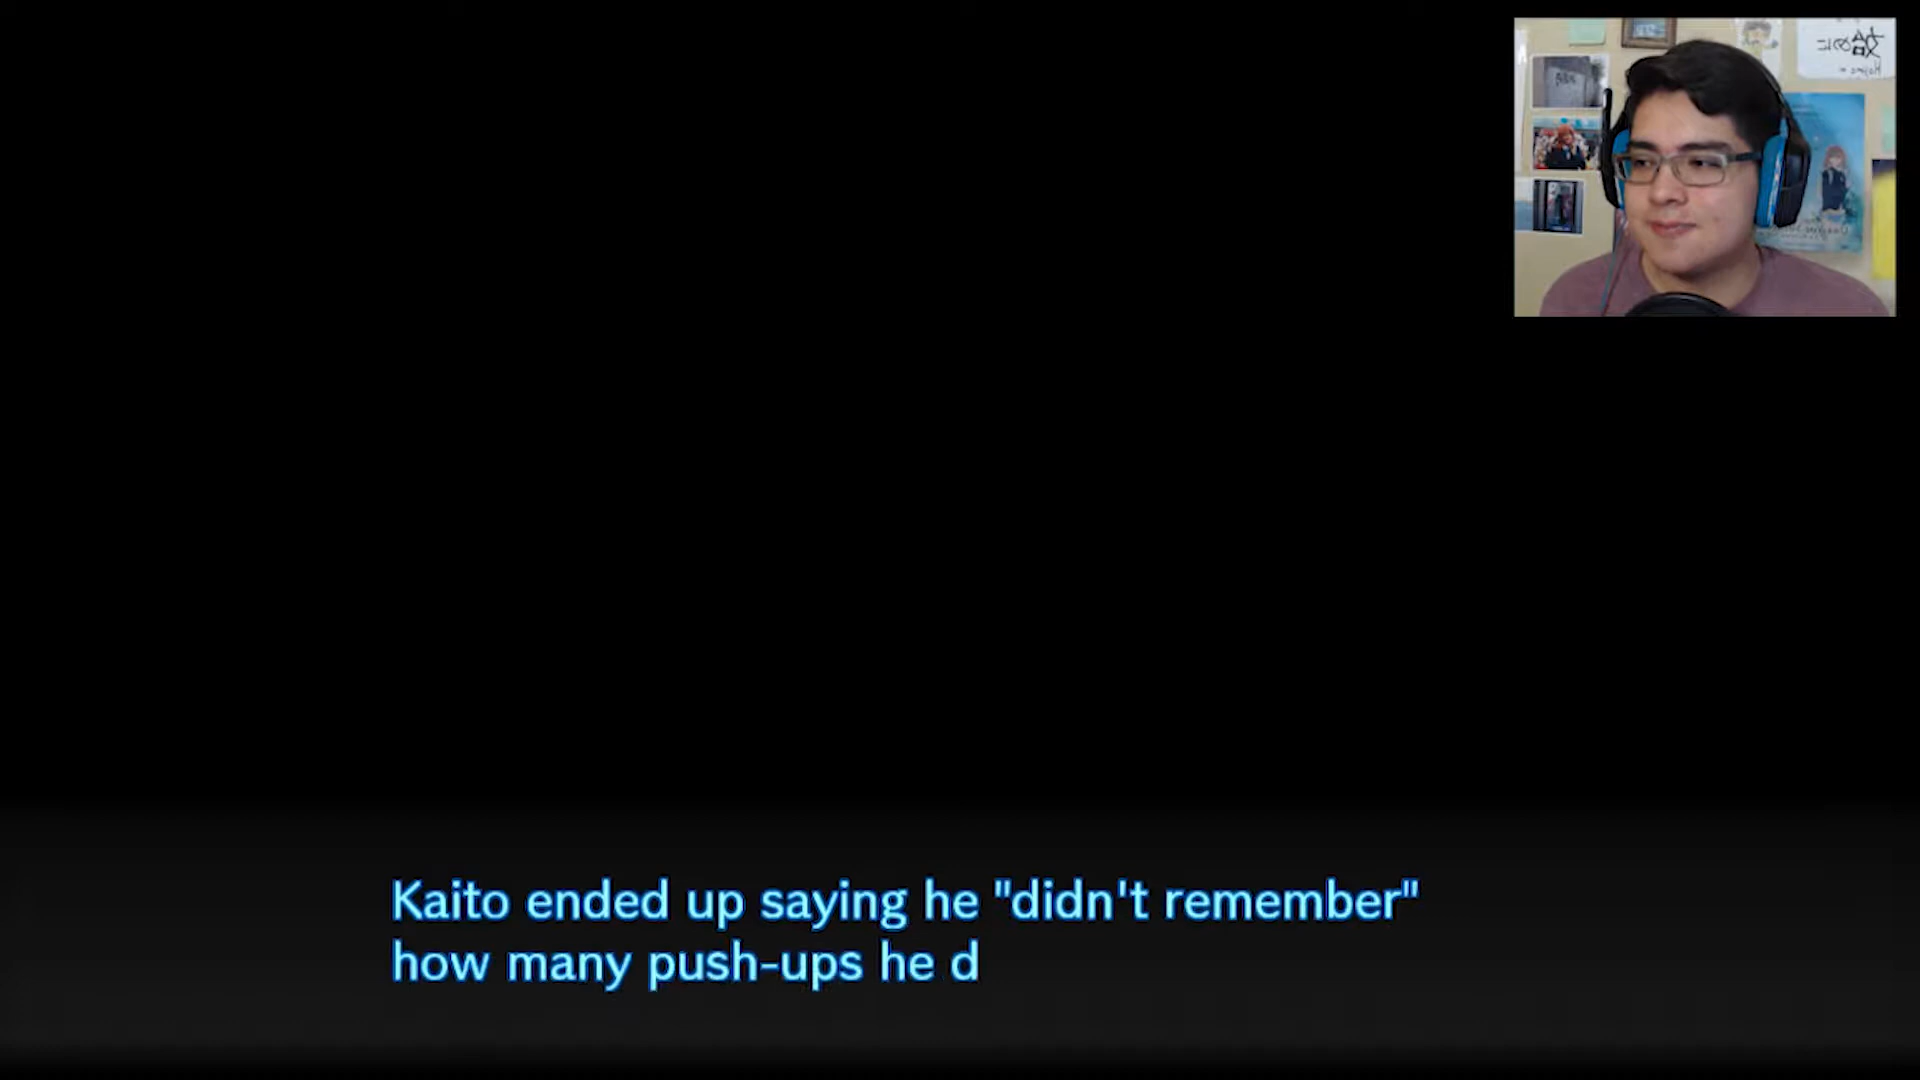 Kaito ended up saying he "didn't remember"
how many push-ups he d